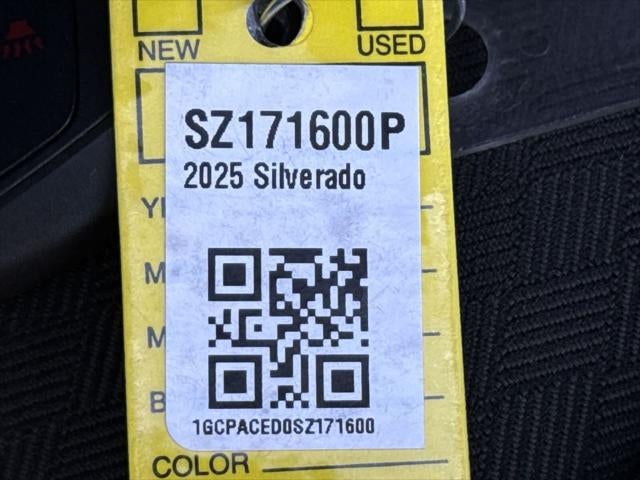 NEW USED
SZ171600P
2025 Silverado
1GCPACED0SZ171600
COLOR